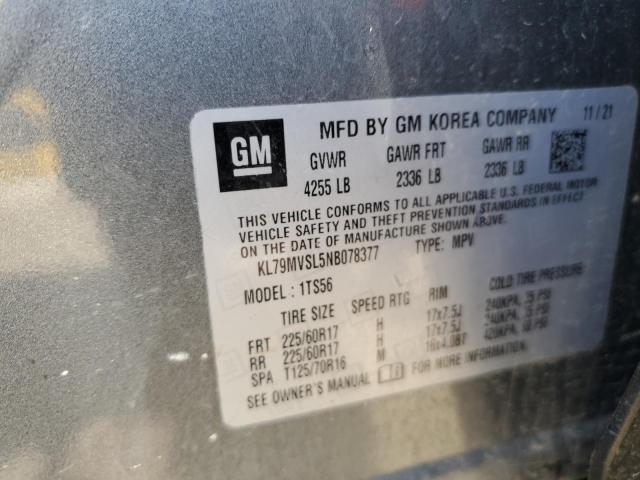 GM
MFD BY GM KOREA COMPANY 11/21
GVWR GAWR FRT GAWR RR
4255 LB 2336 LB 2336 LB
THIS VEHICLE CONFORMS TO ALL APPLICABLE U.S. FEDERAL MOTOR
VEHICLE SAFETY AND THEFT PREVENTION STANDARDS IN EFFECT
ON THE DATE OF MANUFACTURE SHOWN ABOVE.
KL79MVSL5NB078377 TYPE: MPV
MODEL: 1TS56
TIRE SIZE SPEED RTG RIM COLD TIRE PRESSURE
FRT 225/60R17 H 17x7.5J 240KPA, 35 PSI
RR 225/60R17 H 17x7.5J 240KPA, 35 PSI
SPA T125/70R16 M 16x4.0BT 420KPA, 60 PSI
SEE OWNER'S MANUAL FOR MORE INFORMATION.